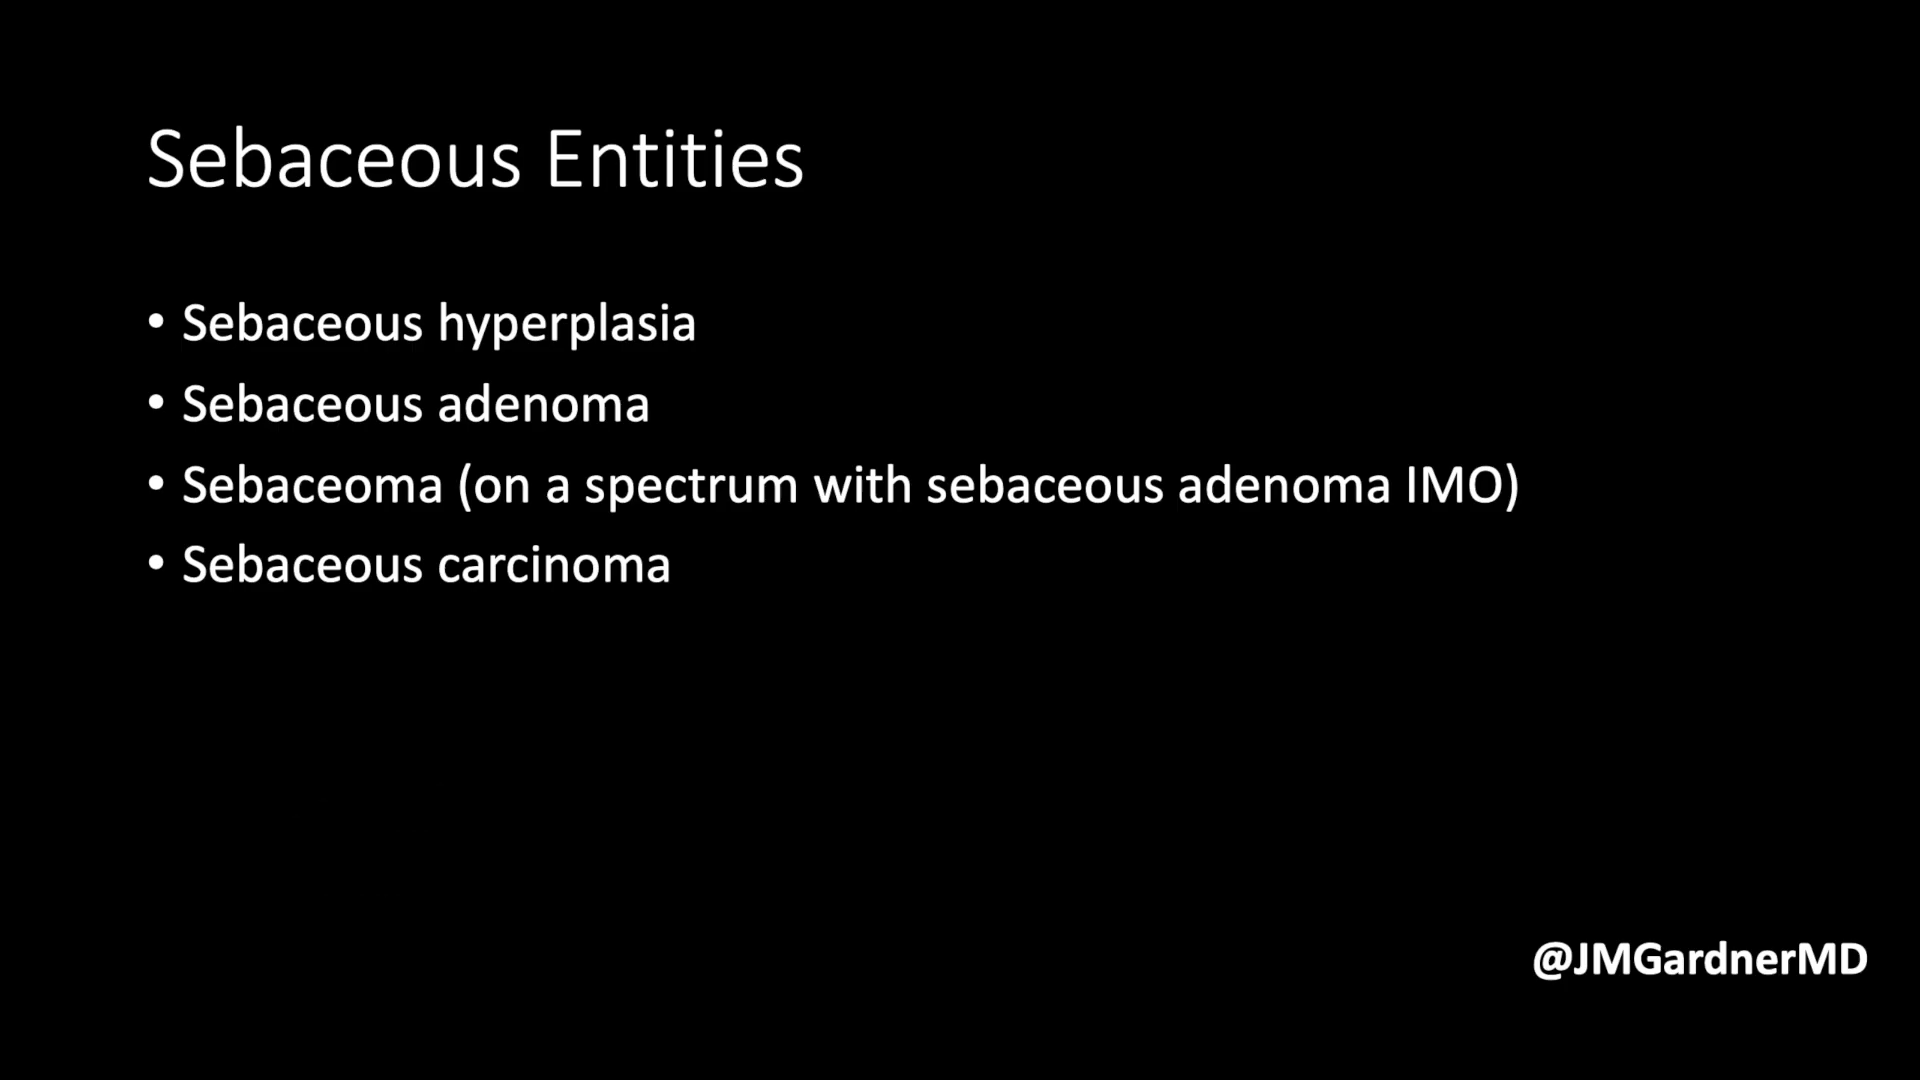 Sebaceous Entities
• Sebaceous hyperplasia
• Sebaceous adenoma
• Sebaceoma (on a spectrum with sebaceous adenoma IMO)
• Sebaceous carcinoma
@JMGardnerMD